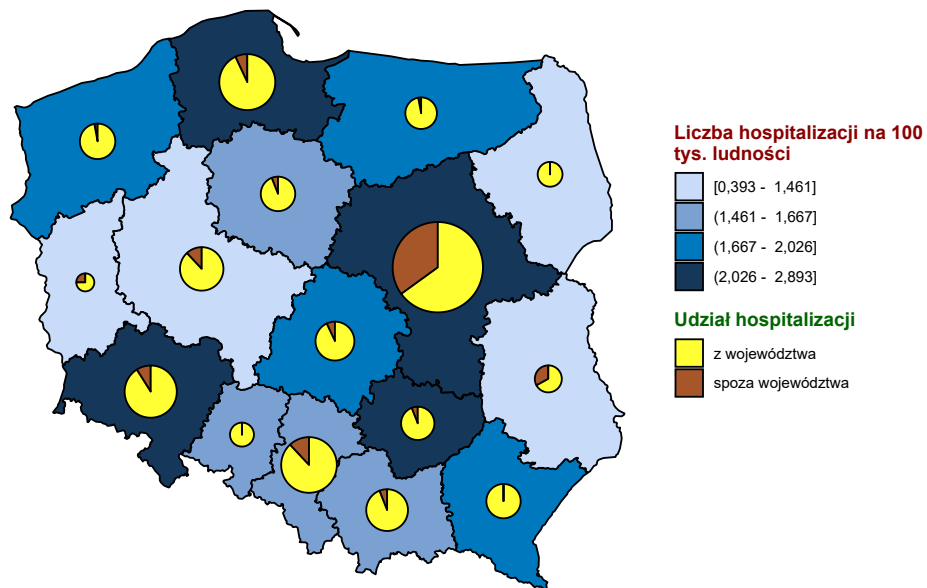 Liczba hospitalizacji na 100
tys. ludności
[0,393 - 1,461]
(1,461 - 1,667]
(1,667 - 2,026]
(2,026 - 2,893]
Udział hospitalizacji
z województwa
spoza województwa